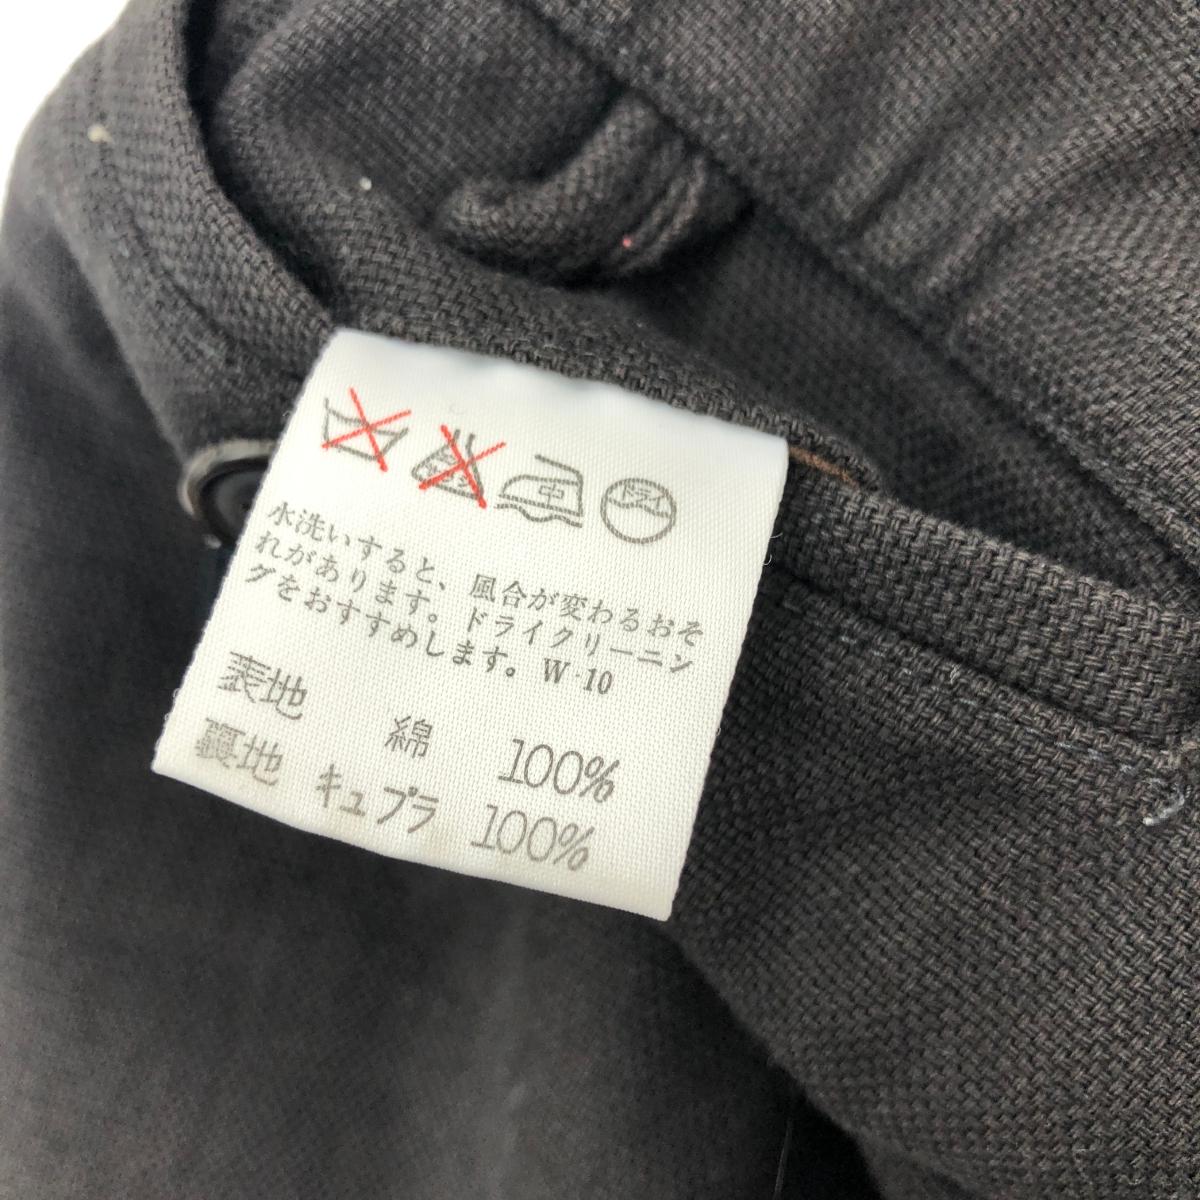 中 ドライ
水洗いすると、風合が変わるおそ
れがあります。ドライクリーニン
グをおすすめします。W-10
表地 綿 100%
裏地 キュプラ 100%